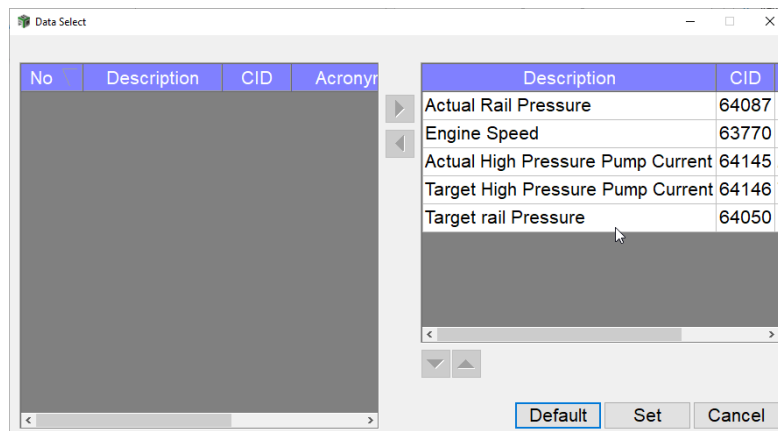 Data Select
No Description CID Acronyr
Description CID
Actual Rail Pressure 64087
Engine Speed 63770
Actual High Pressure Pump Current 64145
Target High Pressure Pump Current 64146
Target rail Pressure 64050
Default Set Cancel